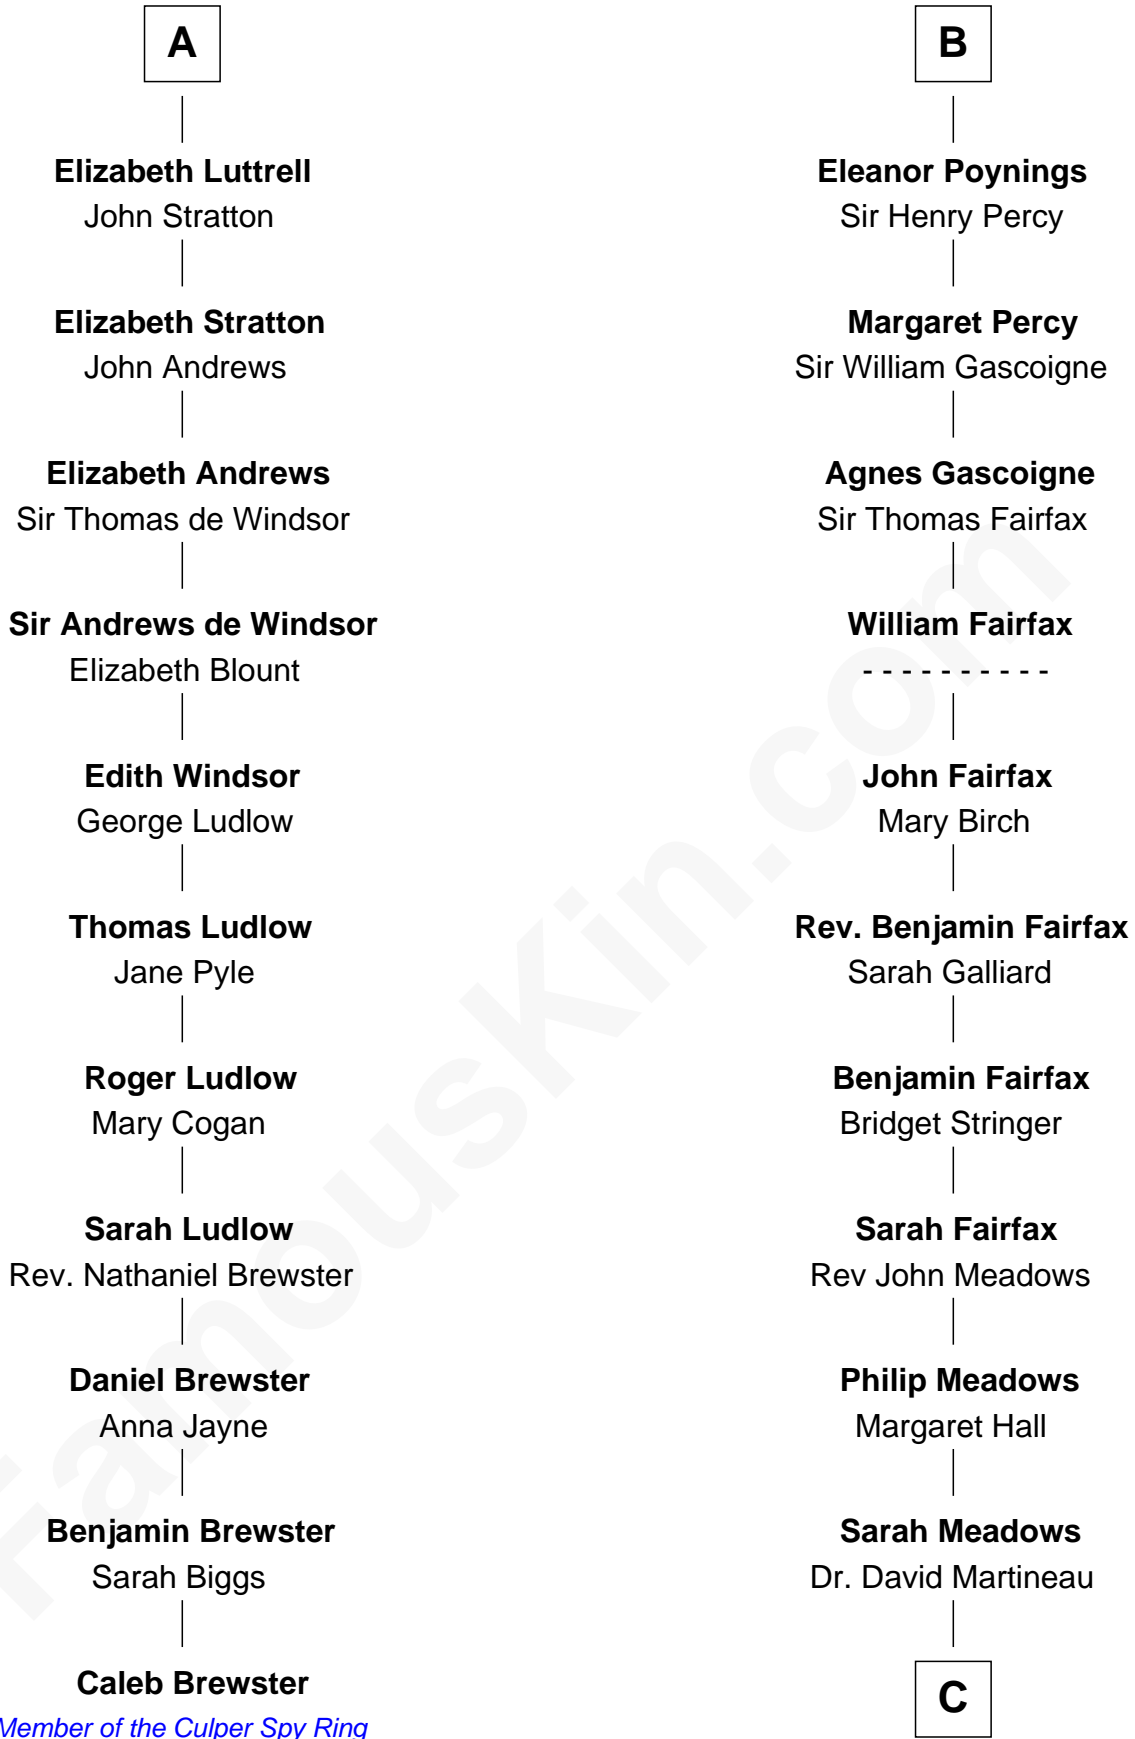 A
Elizabeth Luttrell
John Stratton
Elizabeth Stratton
John Andrews
Elizabeth Andrews
Sir Thomas de Windsor
Sir Andrews de Windsor
Elizabeth Blount
Edith Windsor
George Ludlow
Thomas Ludlow
Jane Pyle
Roger Ludlow
Mary Cogan
Sarah Ludlow
Rev. Nathaniel Brewster
Daniel Brewster
Anna Jayne
Benjamin Brewster
Sarah Biggs
Caleb Brewster
Member of the Culper Spy Ring
B
Eleanor Poynings
Sir Henry Percy
Margaret Percy
Sir William Gascoigne
Agnes Gascoigne
Sir Thomas Fairfax
William Fairfax
- - - - - - - - - -
John Fairfax
Mary Birch
Rev. Benjamin Fairfax
Sarah Galliard
Benjamin Fairfax
Bridget Stringer
Sarah Fairfax
Rev John Meadows
Philip Meadows
Margaret Hall
Sarah Meadows
Dr. David Martineau
C
FamousKin.com